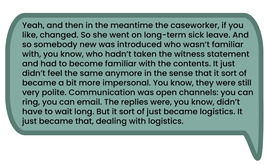 Yeah, and then in the meantime the caseworker, if you
like, changed. So she went on long-term sick leave. And
so somebody new was introduced who wasn't familiar
with, you know, who hadn't taken the witness statement
and had to become familiar with the contents. It just
didn't feel the same anymore in the sense that it sort of
became a bit more impersonal. You know, they were still
very polite. Communication was open channels: you can
ring, you can email. The replies were, you know, didn't
have to wait long. But it sort of just became logistics. It
just became that, dealing with logistics.